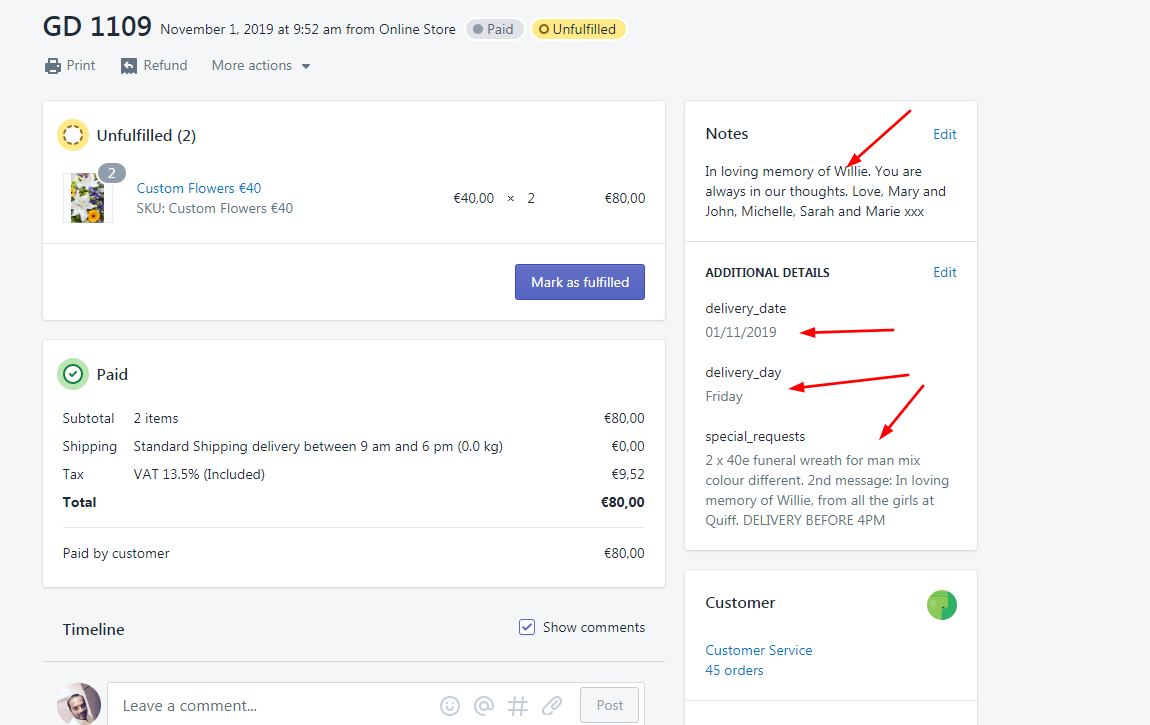 GD 1109 November 1, 2019 at 9:52 am from Online Store Paid Unfulfilled
Print Refund More actions
Unfulfilled (2)
2
Custom Flowers €40
SKU: Custom Flowers €40
€40,00 × 2 €80,00
Mark as fulfilled
Paid
Subtotal 2 items €80,00
Shipping Standard Shipping delivery between 9 am and 6 pm (0.0 kg) €0,00
Tax VAT 13.5% (Included) €9,52
Total €80,00
Paid by customer €80,00
Timeline Show comments
Leave a comment... Post
Notes Edit
In loving memory of Willie. You are
always in our thoughts. Love, Mary and
John, Michelle, Sarah and Marie xxx
ADDITIONAL DETAILS Edit
delivery_date
01/11/2019
delivery_day
Friday
special_requests
2 x 40e funeral wreath for man mix
colour different. 2nd message: In loving
memory of Willie, from all the girls at
Quiff. DELIVERY BEFORE 4PM
Customer
Customer Service
45 orders